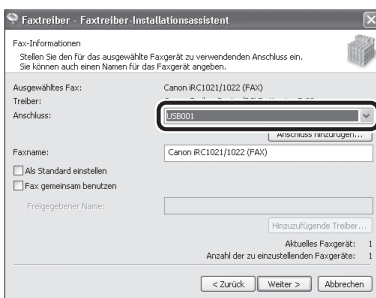 Faxtreiber - Faxtreiber-Installationsassistent
Fax-Informationen
Stellen Sie den für das ausgewählte Faxgerät zu verwendenden Anschluss ein.
Sie können auch einen Namen für das Faxgerät angeben.
Ausgewähltes Fax: Canon iRC1021/1022 (FAX)
Treiber:
Anschluss: USB001
Anschluss hinzufügen...
Faxname: Canon iRC1021/1022 (FAX)
Als Standard einstellen
Fax gemeinsam benutzen
Freigegebener Name:
Hinzuzufügende Treiber...
Aktuelles Faxgerät: 1
Anzahl der zu einzustellenden Faxgeräte: 1
< Zurück Weiter > Abbrechen